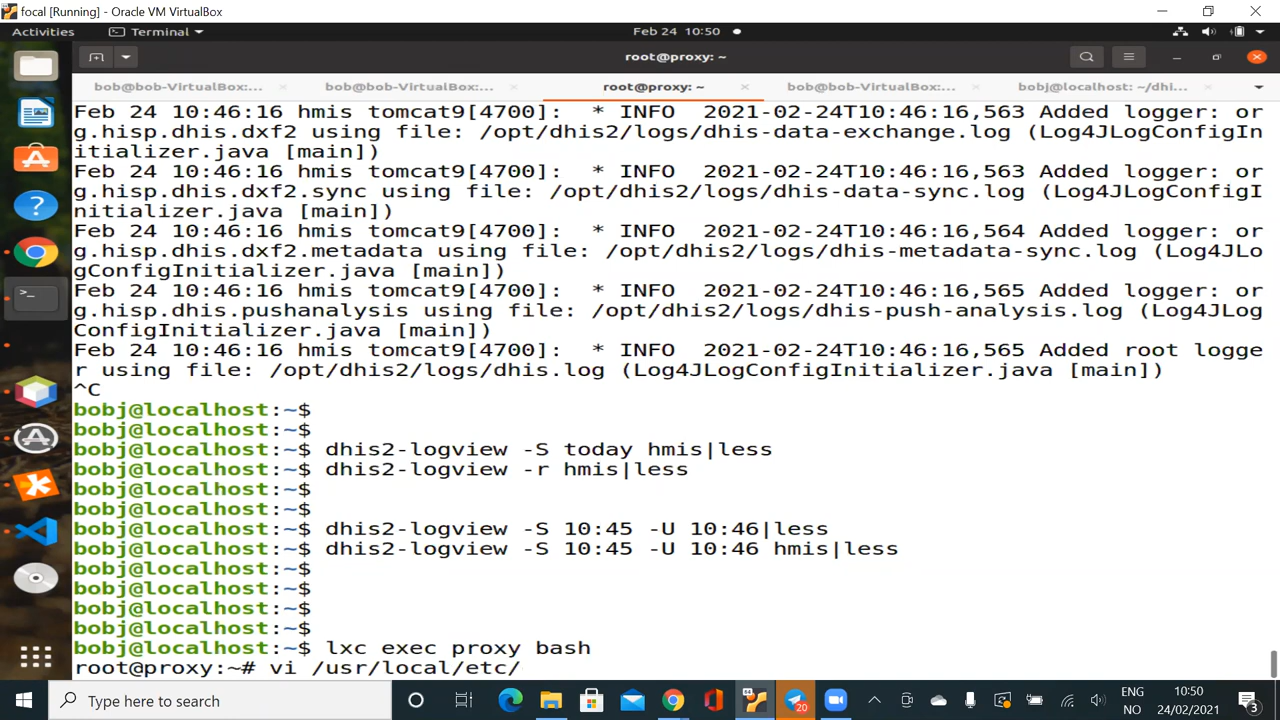 focal [Running] - Oracle VM VirtualBox
Activities
Terminal
Feb 24 10:50
root@proxy: ~
bob@bob-VirtualBox:...
bob@bob-VirtualBox:...
root@proxy: ~
bob@bob-VirtualBox:...
bobj@localhost: ~/dhi...
Feb 24 10:46:16 hmis tomcat9[4700]:  * INFO  2021-02-24T10:46:16,563 Added logger: or
g.hisp.dhis.dxf2 using file: /opt/dhis2/logs/dhis-data-exchange.log (Log4JLogConfigIn
itializer.java [main])
Feb 24 10:46:16 hmis tomcat9[4700]:  * INFO  2021-02-24T10:46:16,563 Added logger: or
g.hisp.dhis.dxf2.sync using file: /opt/dhis2/logs/dhis-data-sync.log (Log4JLogConfigI
nitializer.java [main])
Feb 24 10:46:16 hmis tomcat9[4700]:  * INFO  2021-02-24T10:46:16,564 Added logger: or
g.hisp.dhis.dxf2.metadata using file: /opt/dhis2/logs/dhis-metadata-sync.log (Log4JLo
gConfigInitializer.java [main])
Feb 24 10:46:16 hmis tomcat9[4700]:  * INFO  2021-02-24T10:46:16,565 Added logger: or
g.hisp.dhis.pushanalysis using file: /opt/dhis2/logs/dhis-push-analysis.log (Log4JLog
ConfigInitializer.java [main])
Feb 24 10:46:16 hmis tomcat9[4700]:  * INFO  2021-02-24T10:46:16,565 Added root logge
r using file: /opt/dhis2/logs/dhis.log (Log4JLogConfigInitializer.java [main])
^C
bobj@localhost:~$
bobj@localhost:~$
bobj@localhost:~$ dhis2-logview -S today hmis|less
bobj@localhost:~$ dhis2-logview -r hmis|less
bobj@localhost:~$
bobj@localhost:~$
bobj@localhost:~$ dhis2-logview -S 10:45 -U 10:46|less
bobj@localhost:~$ dhis2-logview -S 10:45 -U 10:46 hmis|less
bobj@localhost:~$
bobj@localhost:~$
bobj@localhost:~$
bobj@localhost:~$
bobj@localhost:~$ lxc exec proxy bash
root@proxy:~# vi /usr/local/etc/
Type here to search
20
ENG
NO
10:50
24/02/2021
3